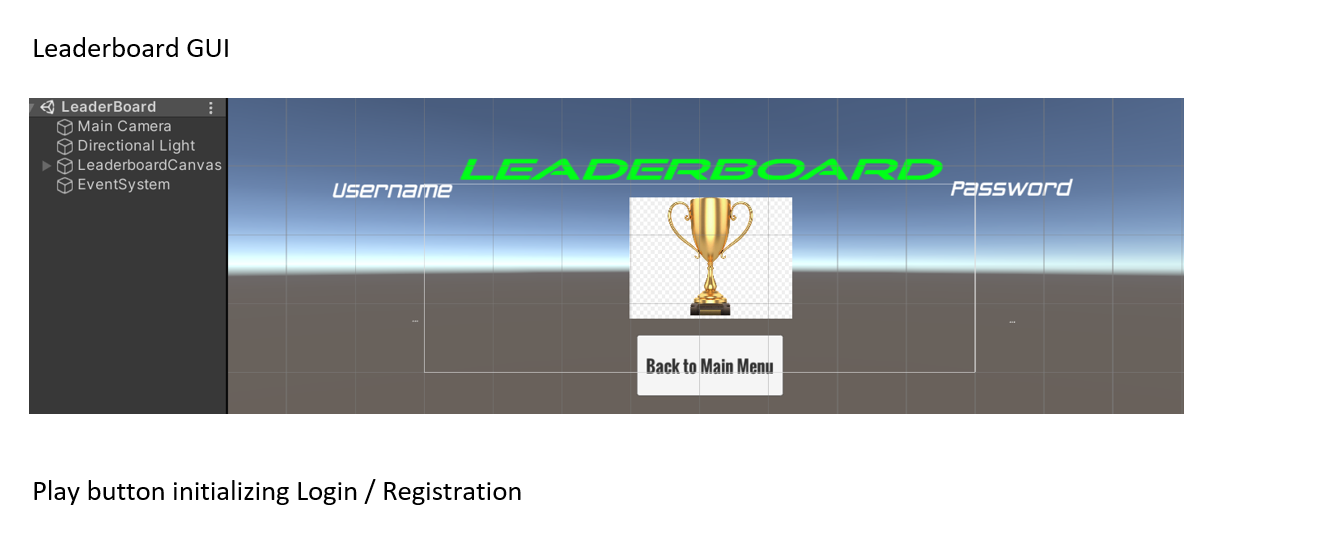 Leaderboard GUI
LeaderBoard
Main Camera
Directional Light
LeaderboardCanvas
EventSystem
LEADERBOARD
Username
Password
...
...
Back to Main Menu
Play button initializing Login / Registration